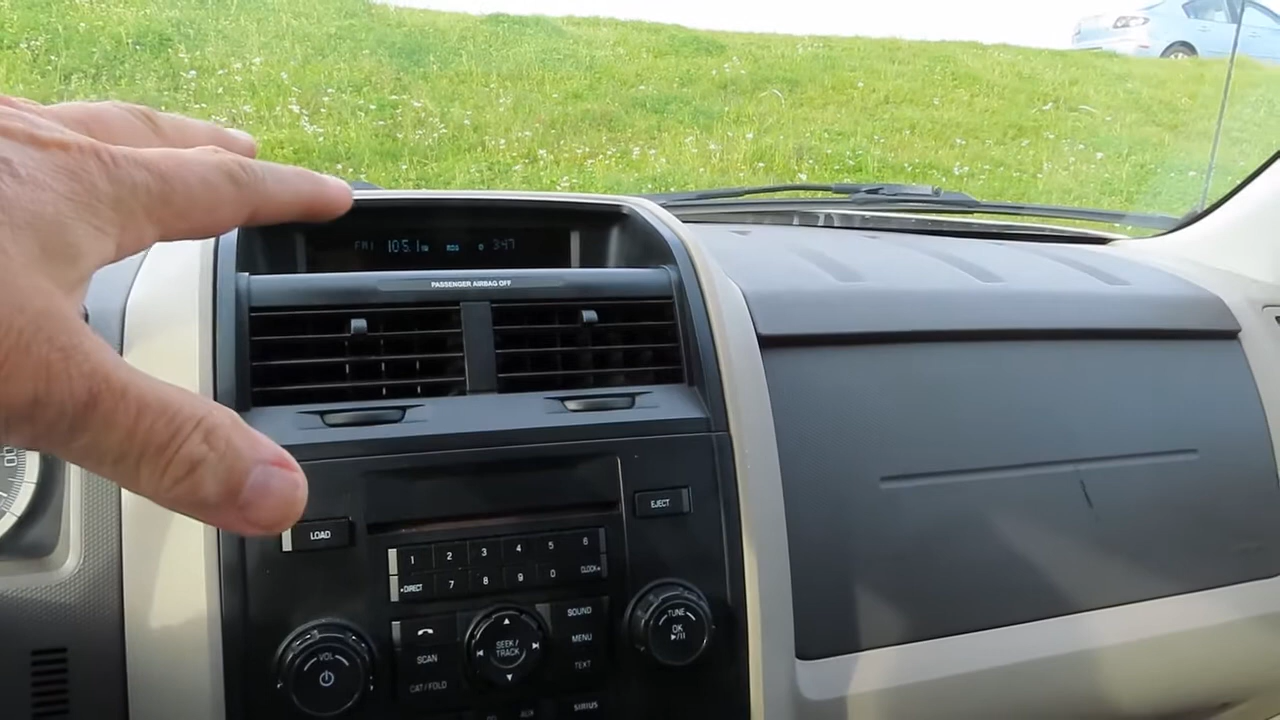 FM1 105.1 3:47
PASSENGER AIRBAG OFF
EJECT
LOAD
1 2 3 4 5 6
DIRECT 7 8 9 0 CLOCK
VOL
SCAN
CAT/FOLD
SEEK/
TRACK
SOUND
MENU
TEXT
TUNE
OK
SIRIUS
AUX